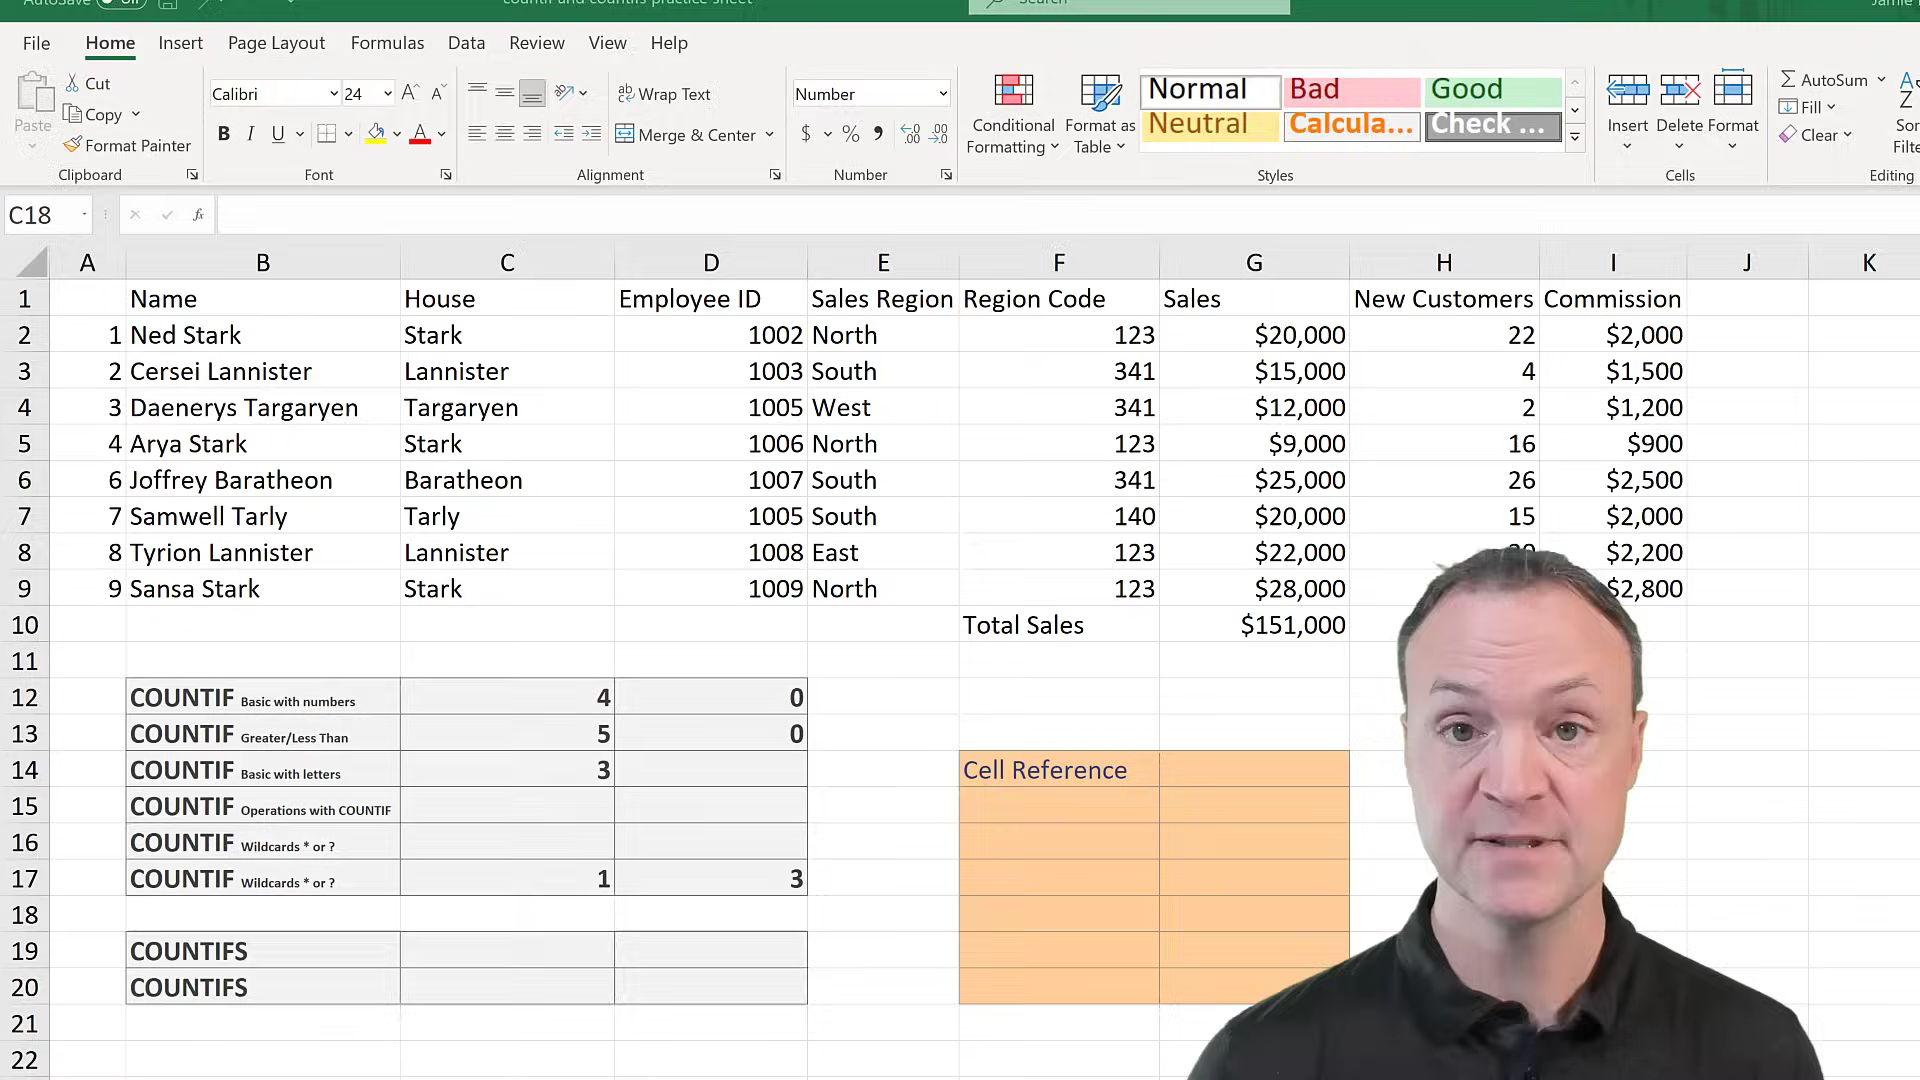 AutoSave Off countif and countifs practice sheet Search Jamie
File Home Insert Page Layout Formulas Data Review View Help
Paste Cut Copy Format Painter Clipboard
Calibri 24 A A B I U A Font
Wrap Text Merge & Center Alignment
Number $ % Number
Conditional Formatting Format as Table
Normal Bad Good
Neutral Calcula... Check ...
Styles
Insert Delete Format Cells
AutoSum Fill Clear Editing
C18 fx
A B C D E F G H I J K
1 Name House Employee ID Sales Region Region Code Sales New Customers Commission
2 1 Ned Stark Stark 1002 North 123 $20,000 22 $2,000
3 2 Cersei Lannister Lannister 1003 South 341 $15,000 4 $1,500
4 3 Daenerys Targaryen Targaryen 1005 West 341 $12,000 2 $1,200
5 4 Arya Stark Stark 1006 North 123 $9,000 16 $900
6 6 Joffrey Baratheon Baratheon 1007 South 341 $25,000 26 $2,500
7 7 Samwell Tarly Tarly 1005 South 140 $20,000 15 $2,000
8 8 Tyrion Lannister Lannister 1008 East 123 $22,000 $2,200
9 9 Sansa Stark Stark 1009 North 123 $28,000 $2,800
10 Total Sales $151,000
11
12 COUNTIF Basic with numbers 4 0
13 COUNTIF Greater/Less Than 5 0
14 COUNTIF Basic with letters 3 Cell Reference
15 COUNTIF Operations with COUNTIF
16 COUNTIF Wildcards * or ?
17 COUNTIF Wildcards * or ? 1 3
18
19 COUNTIFS
20 COUNTIFS
21
22